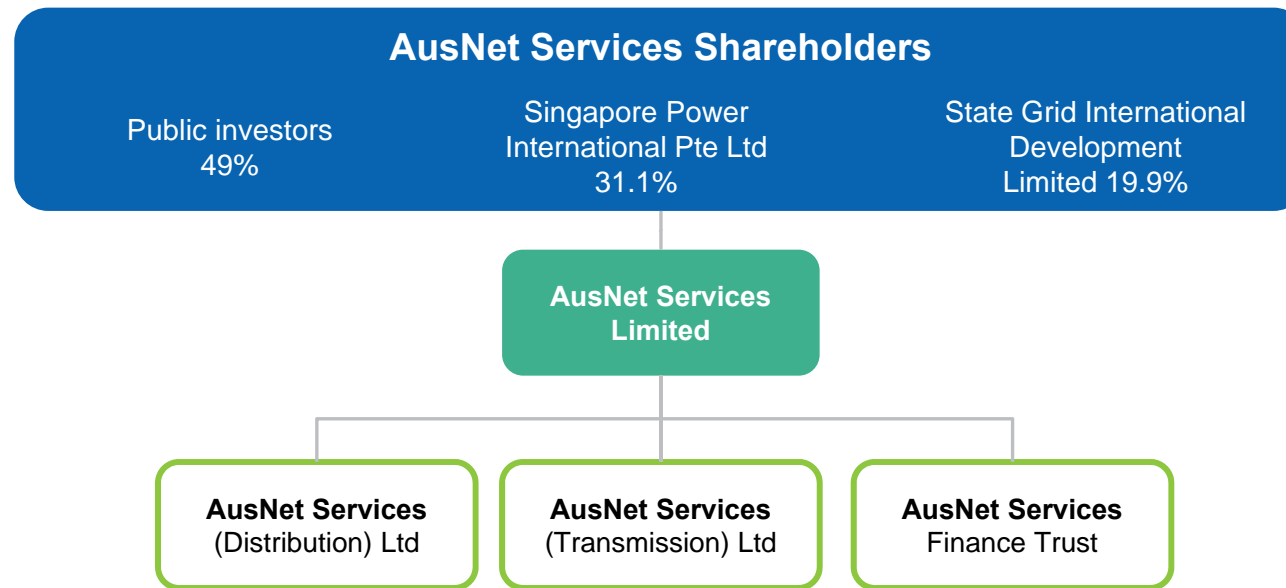 AusNet Services Shareholders
Public investors
49%
Singapore Power
International Pte Ltd
31.1%
State Grid International
Development
Limited 19.9%
AusNet Services
Limited
AusNet Services
(Distribution) Ltd
AusNet Services
(Transmission) Ltd
AusNet Services
Finance Trust